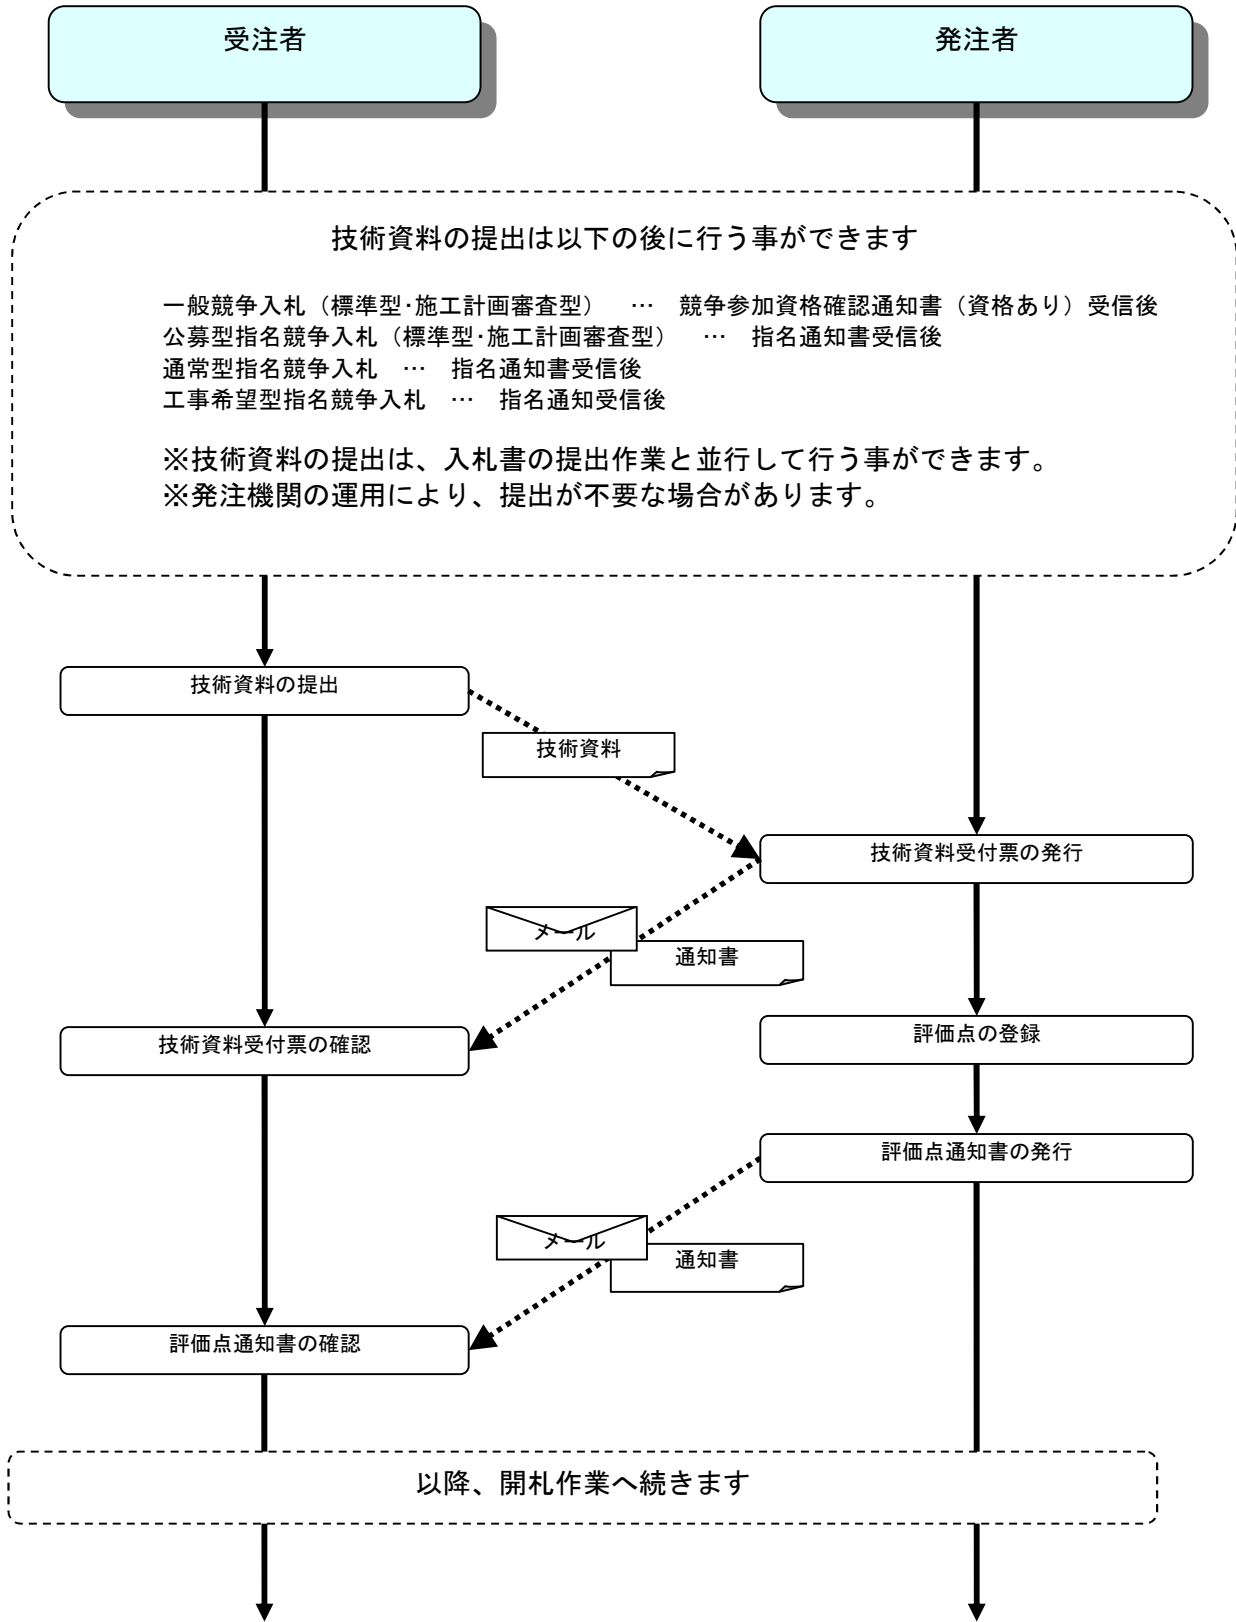 受注者
発注者
技術資料の提出は以下の後に行う事ができます
一般競争入札（標準型･施工計画審査型）　…　競争参加資格確認通知書（資格あり）受信後
公募型指名競争入札（標準型･施工計画審査型）　…　指名通知書受信後
通常型指名競争入札　…　指名通知書受信後
工事希望型指名競争入札　…　指名通知受信後
※技術資料の提出は、入札書の提出作業と並行して行う事ができます。
※発注機関の運用により、提出が不要な場合があります。
技術資料の提出
技術資料
技術資料受付票の発行
メール
通知書
技術資料受付票の確認
評価点の登録
評価点通知書の発行
メール
通知書
評価点通知書の確認
以降、開札作業へ続きます